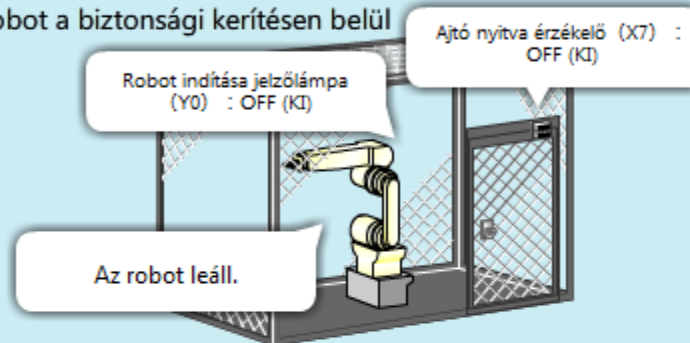 obot a biztonsági kerítésen belül
Ajtó nyitva érzékelő (X7) :
OFF (KI)
Robot indítása jelzőlámpa
(Y0) : OFF (KI)
Az robot leáll.